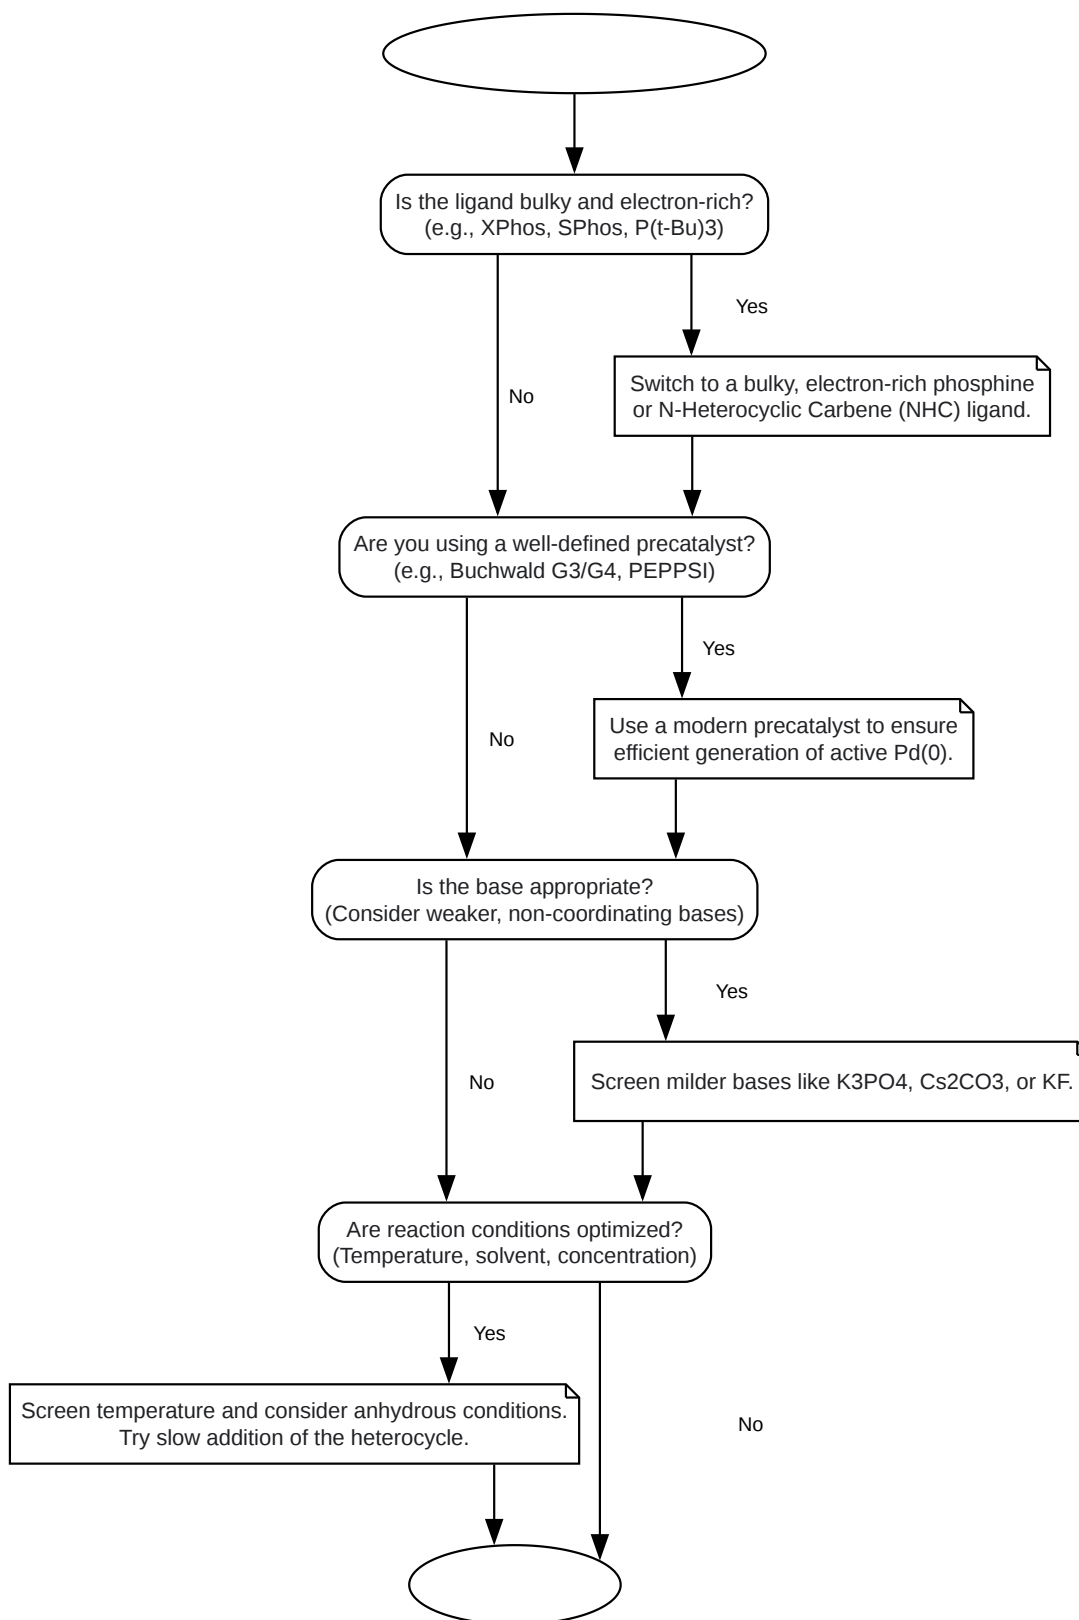 Is the ligand bulky and electron-rich?
(e.g., XPhos, SPhos, P(t-Bu)3)
Yes
Switch to a bulky, electron-rich phosphine
or N-Heterocyclic Carbene (NHC) ligand.
No
Are you using a well-defined precatalyst?
(e.g., Buchwald G3/G4, PEPPSI)
Yes
Use a modern precatalyst to ensure
efficient generation of active Pd(0).
No
Is the base appropriate?
(Consider weaker, non-coordinating bases)
Yes
Screen milder bases like K3PO4, Cs2CO3, or KF.
No
Are reaction conditions optimized?
(Temperature, solvent, concentration)
Yes
Screen temperature and consider anhydrous conditions.
Try slow addition of the heterocycle.
No